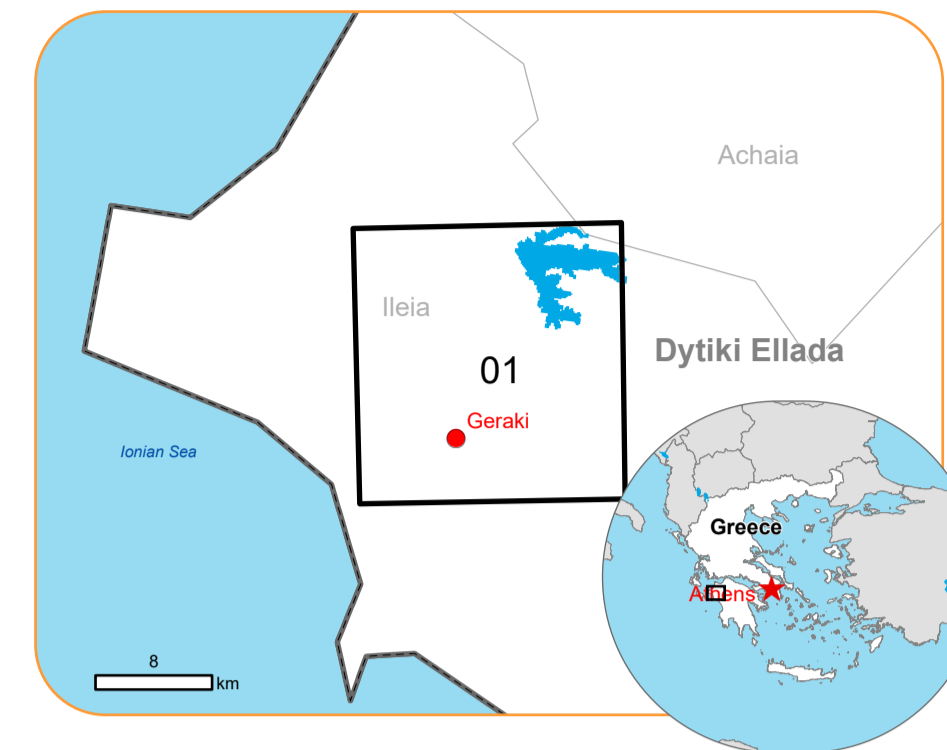 Achaia
Ileia
Dytiki Ellada
01
Geraki
Ionian Sea
Greece
Athens
8
km